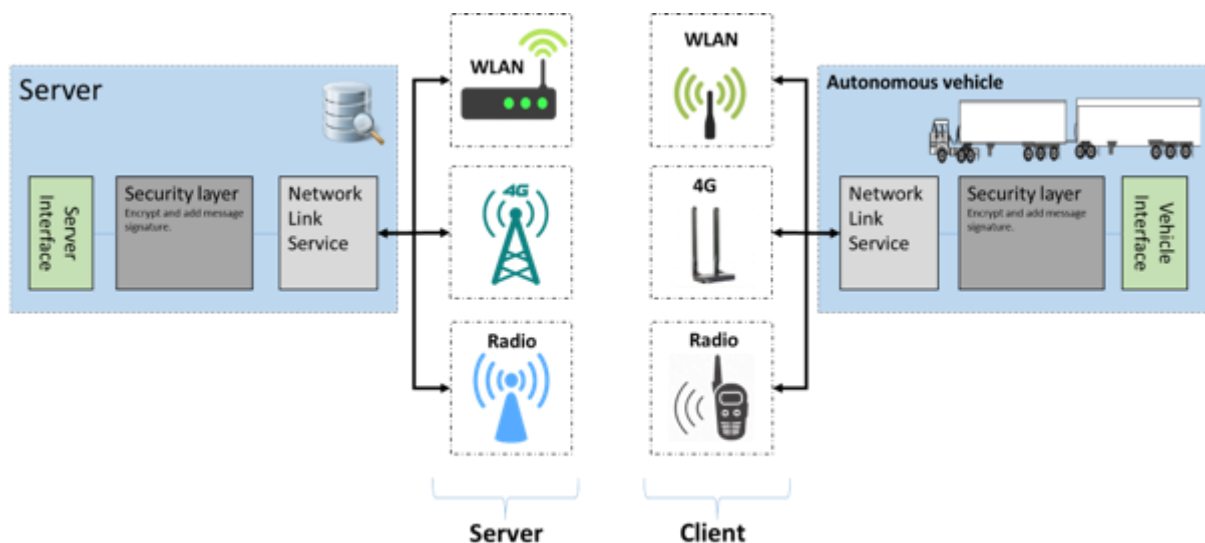 Server
Server
Interface
Security layer
Encrypt and add message
signature.
Network
Link
Service
WLAN
4G
Radio
Server
WLAN
4G
Radio
Client
Autonomous vehicle
Network
Link
Service
Security layer
Encrypt and add message
signature.
Vehicle
Interface